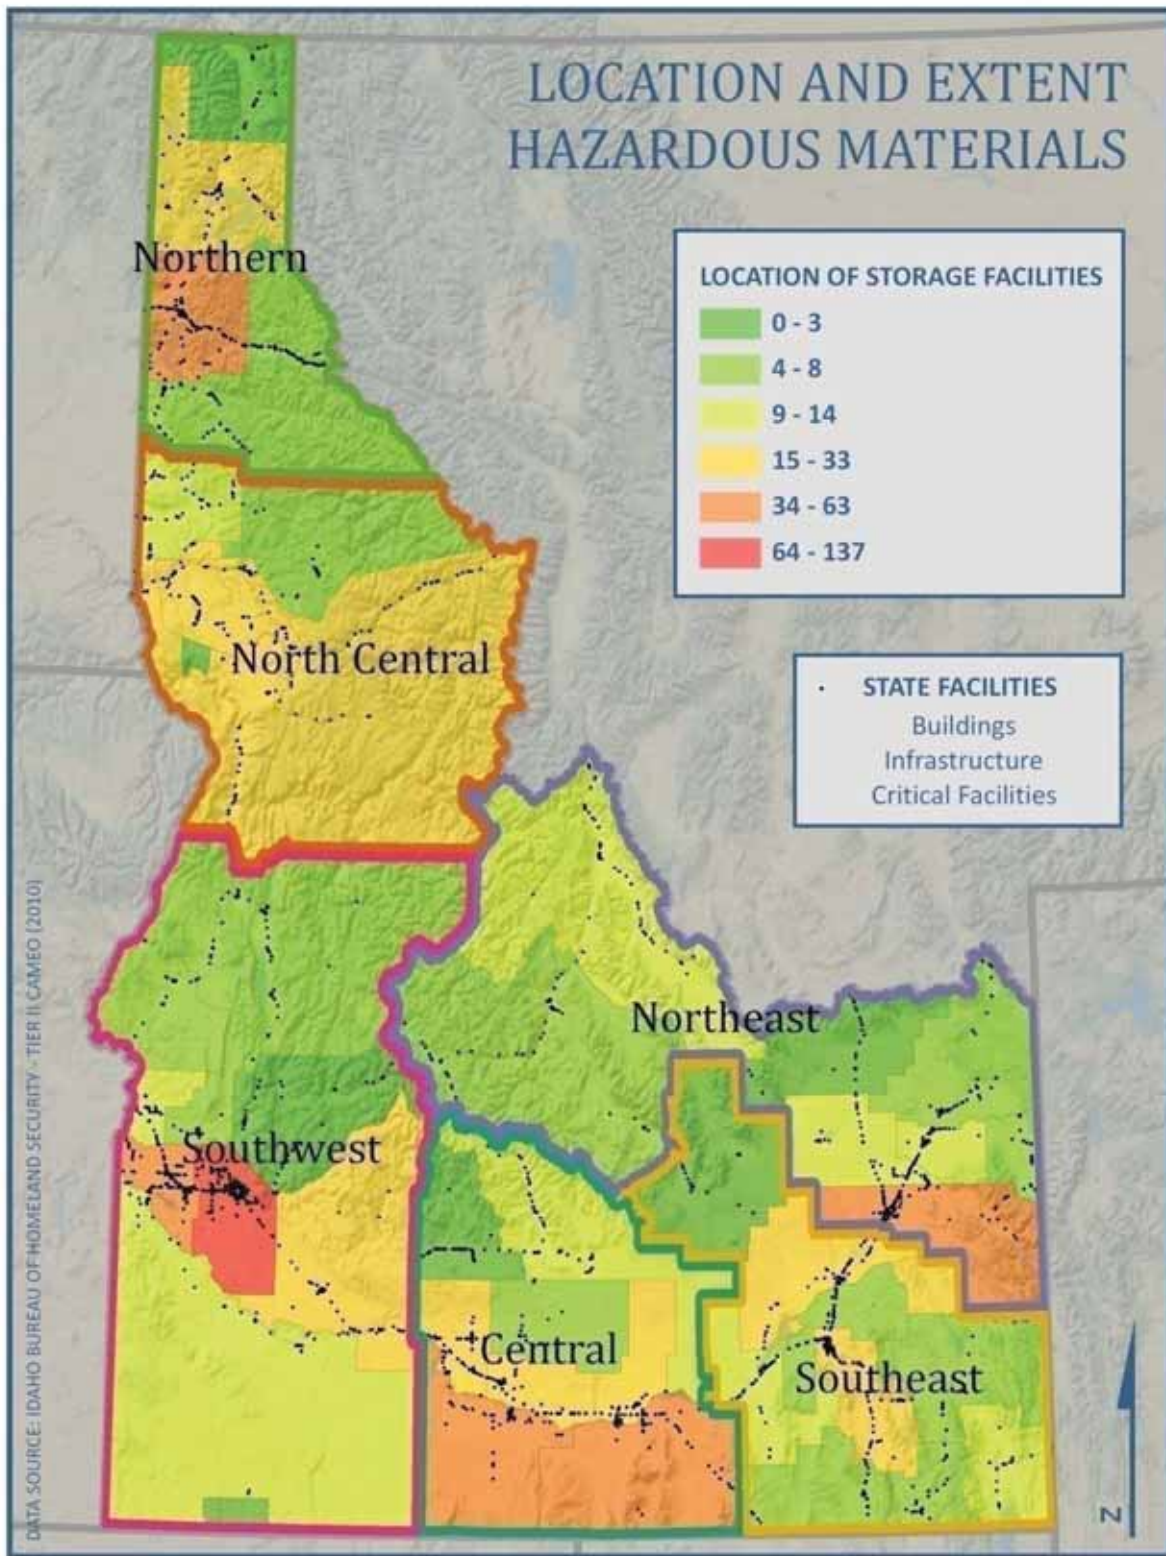 LOCATION AND EXTENT
HAZARDOUS MATERIALS
LOCATION OF STORAGE FACILITIES
0 - 3
4 - 8
9 - 14
15 - 33
34 - 63
64 - 137
STATE FACILITIES
Buildings
Infrastructure
Critical Facilities
Northern
North Central
Northeast
Southwest
Central
Southeast
DATA SOURCE: IDAHO BUREAU OF HOMELAND SECURITY - TIER II CAMEO (2010)
N